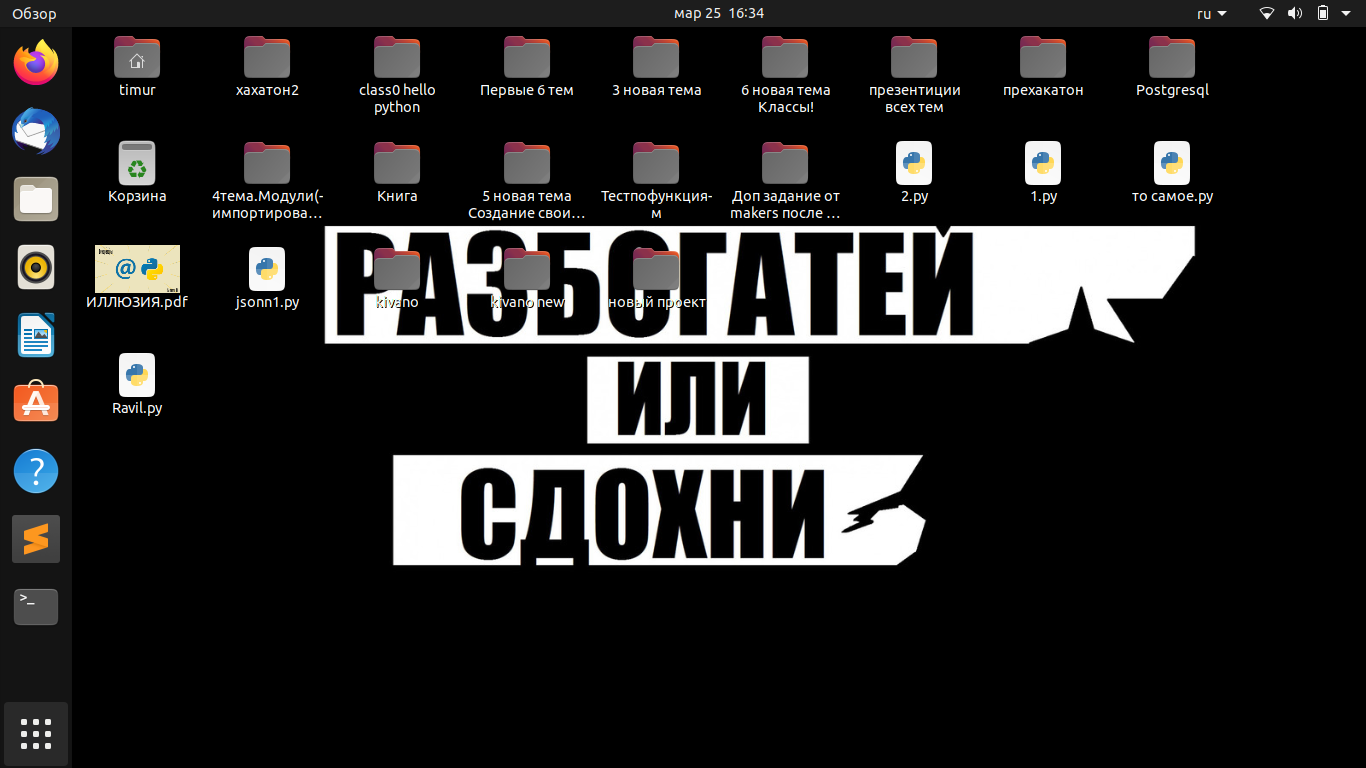 Обзор
мар 25 16:34
ru
timur
хахатон2
class0 hello
python
Первые 6 тем
3 новая тема
6 новая тема
Классы!
презентиции
всех тем
прехакатон
Postgresql
Корзина
4тема.Модули(-
импортирова…
Книга
5 новая тема
Создание свои…
Тестпофункция-
м
Доп задание от
makers после …
2.py
1.py
то самое.py
ИЛЛЮЗИЯ.pdf
jsonn1.py
kivano
kivano new
новый проект
Ravil.py
РАЗБОГАТЕЙ
ИЛИ
СДОХНИ